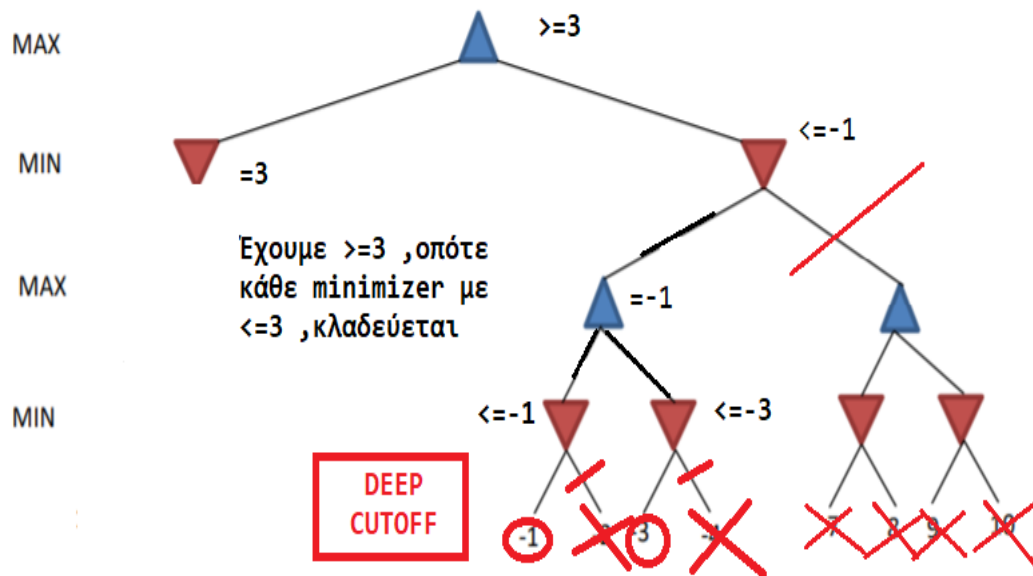 MAX
>=3
MIN
=3
<=-1
Έχουμε >=3 ,οπότε
κάθε minimizer με
<=3 ,κλαδεύεται
MAX
=-1
MIN
<=-1
<=-3
DEEP
CUTOFF
-1
-3
-4
7
8
9
10